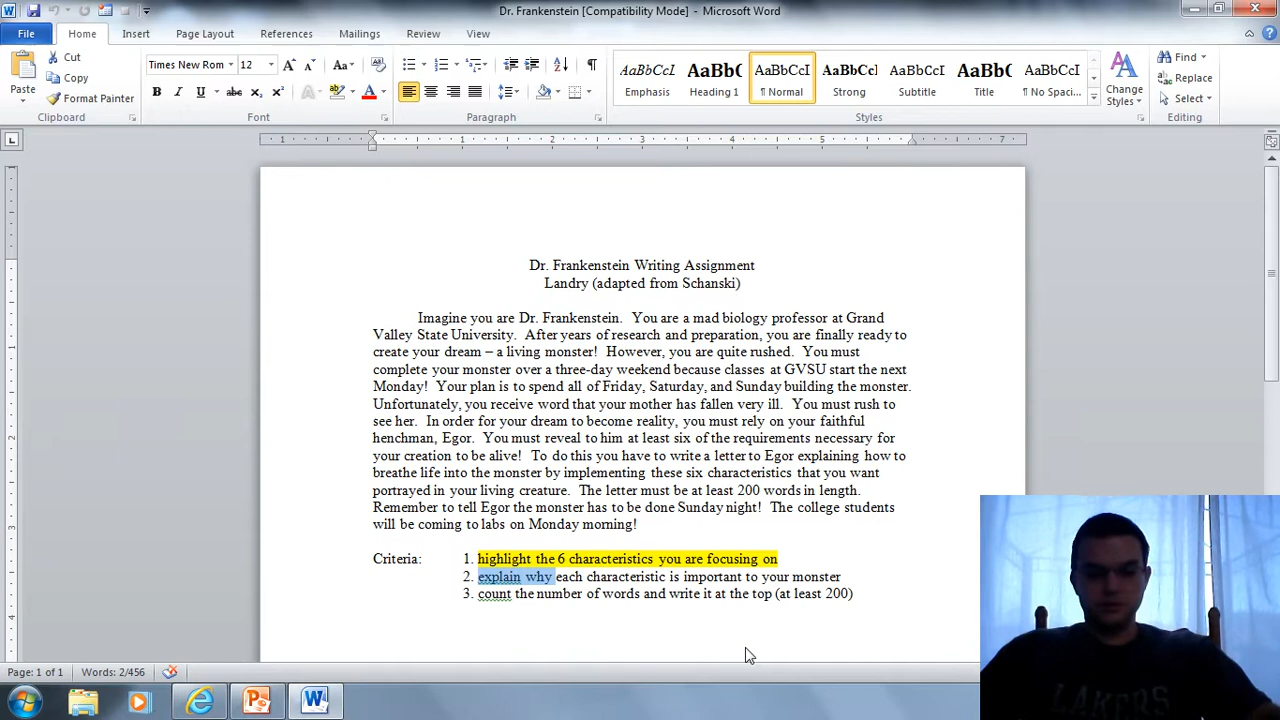 Dr. Frankenstein [Compatibility Mode] - Microsoft Word
File Home Insert Page Layout References Mailings Review View
Paste
Cut
Copy
Format Painter
Clipboard
Times New Rom 12
Font
Paragraph
AaBbCcI AaBb( AaBbCcI AaBbCcl AaBbCcI AaBb( AaBbCcI
Emphasis Heading 1 ¶ Normal Strong Subtitle Title ¶ No Spaci...
Change
Styles
Styles
Find
Replace
Select
Editing
1 1 2 3 4 5 7
Dr. Frankenstein Writing Assignment
Landry (adapted from Schanski)
Imagine you are Dr. Frankenstein. You are a mad biology professor at Grand
Valley State University. After years of research and preparation, you are finally ready to
create your dream – a living monster! However, you are quite rushed. You must
complete your monster over a three-day weekend because classes at GVSU start the next
Monday! Your plan is to spend all of Friday, Saturday, and Sunday building the monster.
Unfortunately, you receive word that your mother has fallen very ill. You must rush to
see her. In order for your dream to become reality, you must rely on your faithful
henchman, Egor. You must reveal to him at least six of the requirements necessary for
your creation to be alive! To do this you have to write a letter to Egor explaining how to
breathe life into the monster by implementing these six characteristics that you want
portrayed in your living creature. The letter must be at least 200 words in length.
Remember to tell Egor the monster has to be done Sunday night! The college students
will be coming to labs on Monday morning!
Criteria: 1. highlight the 6 characteristics you are focusing on
2. explain why each characteristic is important to your monster
3. count the number of words and write it at the top (at least 200)
Page: 1 of 1 Words: 2/456
LAKERS